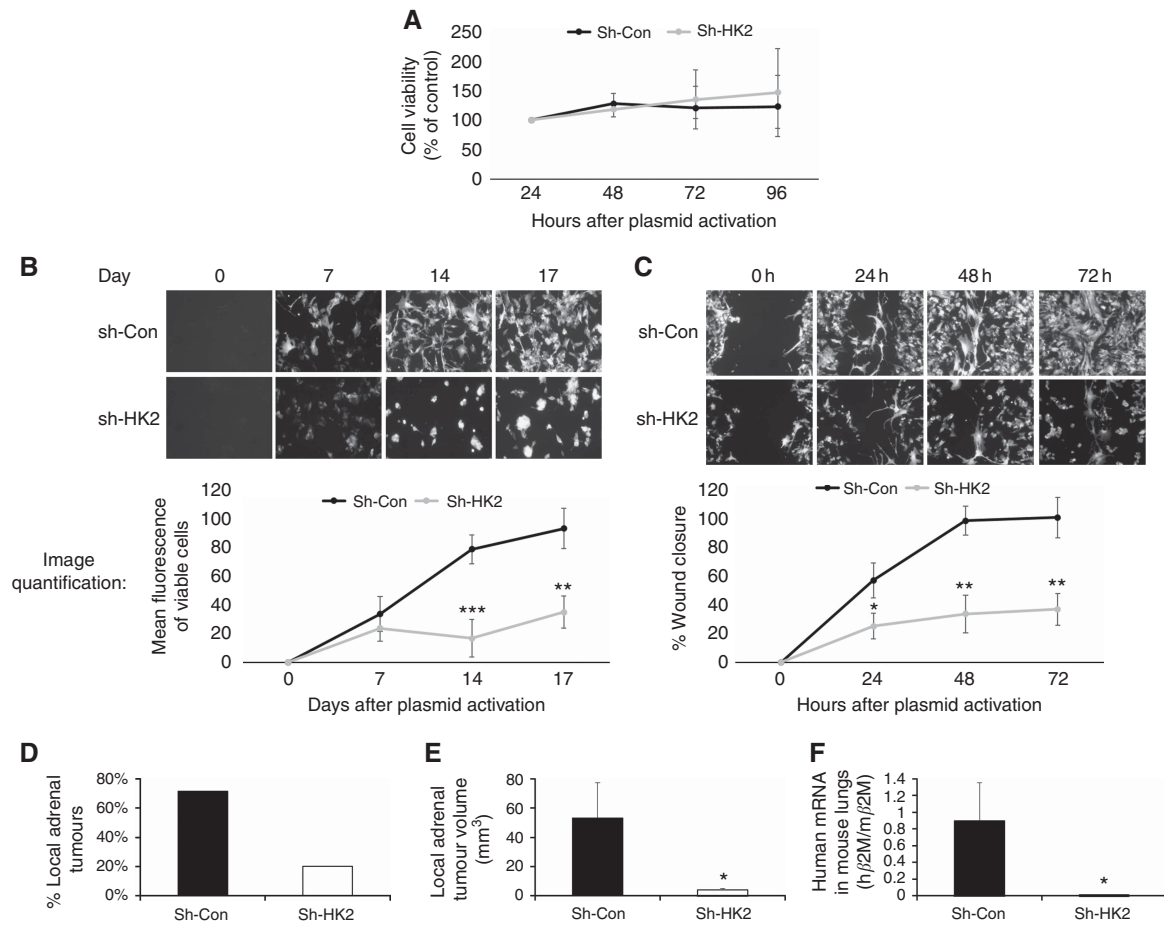 A
250
200
150
100
50
0
Cell viability
(% of control)
Sh-Con Sh-HK2
24 48 72 96
Hours after plasmid activation
B
Day 0 7 14 17
sh-Con
sh-HK2
Image
quantification:
120
100
80
60
40
20
0
Mean fluorescence
of viable cells
Sh-Con Sh-HK2
***
**
0 7 14 17
Days after plasmid activation
C
0 h 24 h 48 h 72 h
sh-Con
sh-HK2
120
100
80
60
40
20
0
% Wound closure
Sh-Con Sh-HK2
*
**
**
0 24 48 72
Hours after plasmid activation
D
80%
60%
40%
20%
0%
% Local adrenal
tumours
Sh-Con Sh-HK2
E
80
60
40
20
0
Local adrenal
tumour volume
(mm³)
*
Sh-Con Sh-HK2
F
1.4
1.2
1
0.8
0.6
0.4
0.2
0
Human mRNA
in mouse lungs
(hβ2M/mβ2M)
*
Sh-Con Sh-HK2